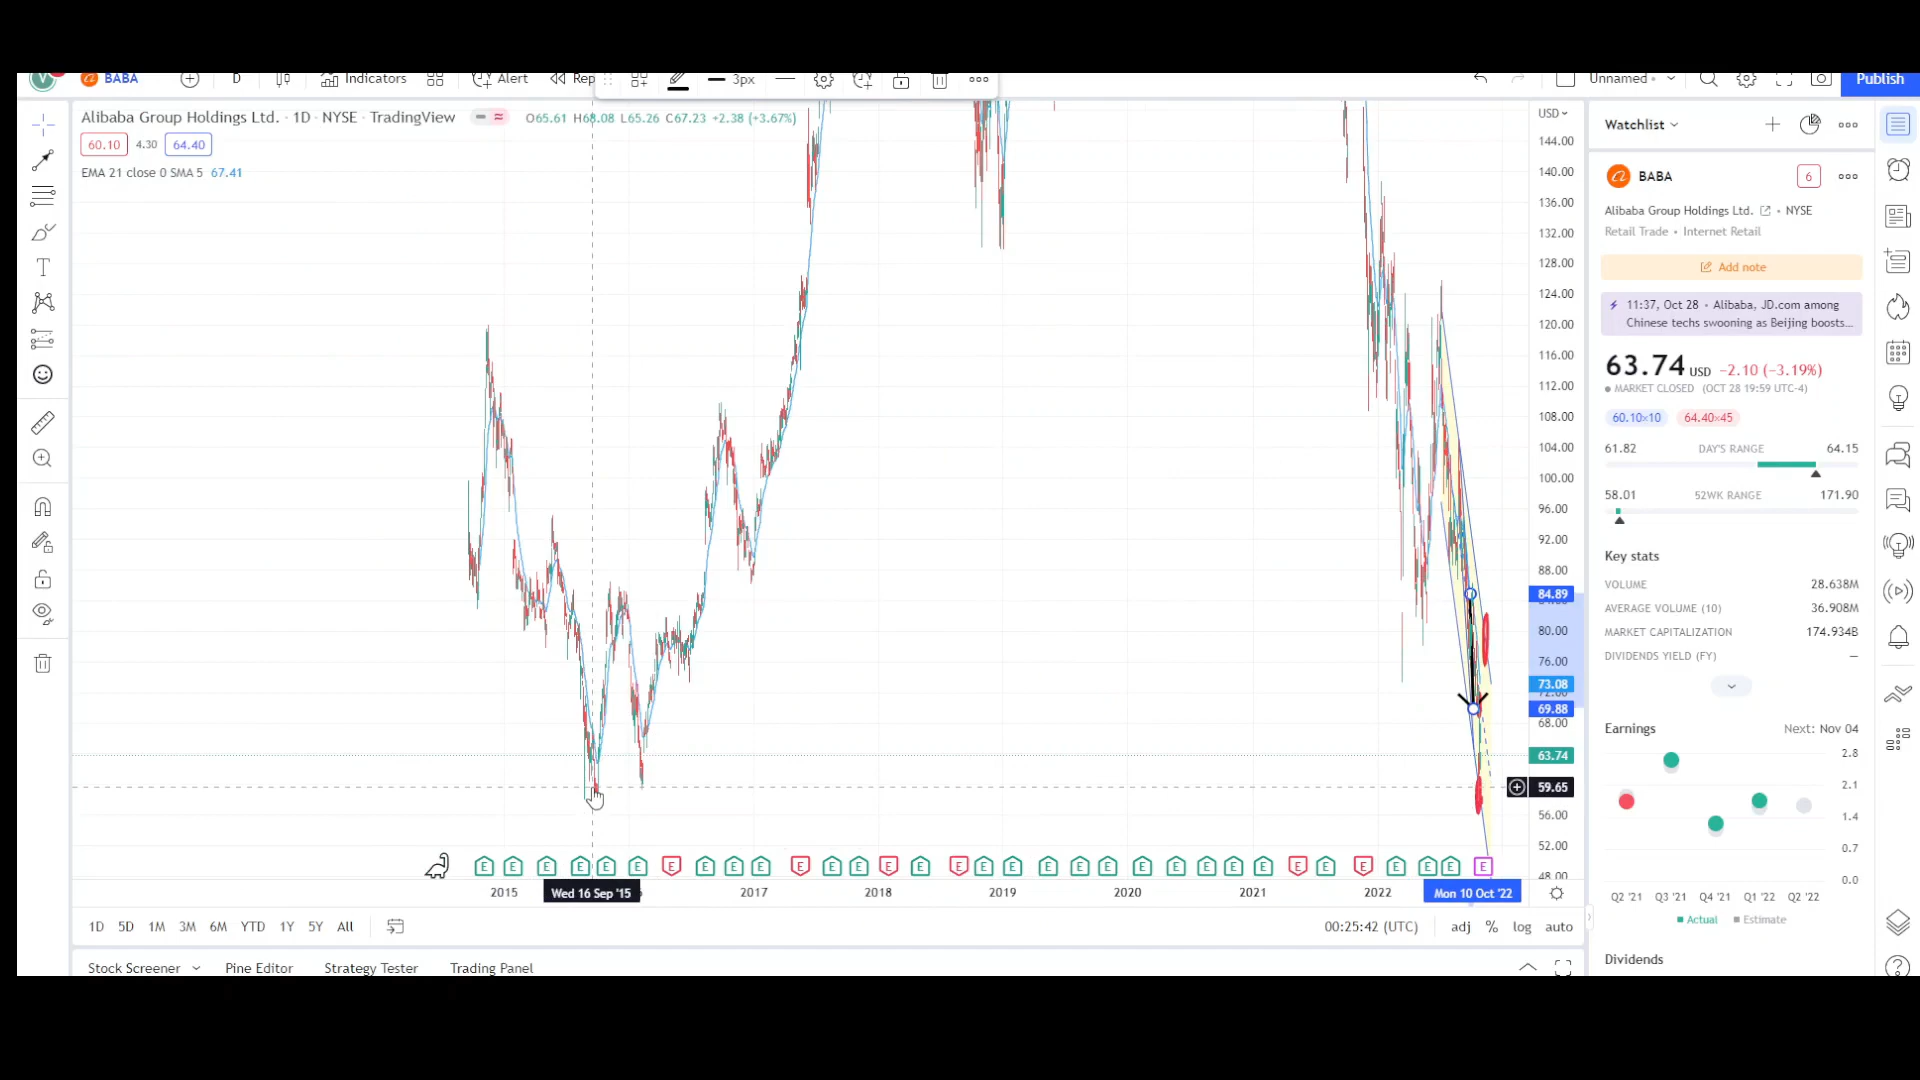 V BABA D Indicators Alert Rep 3px Unnamed Publish
Alibaba Group Holdings Ltd. · 1D · NYSE · TradingView O65.61 H68.08 L65.26 C67.23 +2.38 (+3.67%)
60.10 4.30 64.40
EMA 21 close 0 SMA 5 67.41
USD
144.00
140.00
136.00
132.00
128.00
124.00
120.00
116.00
112.00
108.00
104.00
100.00
96.00
92.00
88.00
84.89
80.00
76.00
73.08
72.00
69.88
68.00
63.74
59.65
56.00
52.00
48.00
E E E E E E E E E E E E E E E E E E E E E E E E E E E E E E E E E
2015 Wed 16 Sep '15 2017 2018 2019 2020 2021 2022 Mon 10 Oct '22
1D 5D 1M 3M 6M YTD 1Y 5Y All 00:25:42 (UTC) adj % log auto
Stock Screener Pine Editor Strategy Tester Trading Panel
Watchlist
BABA 6
Alibaba Group Holdings Ltd. • NYSE
Retail Trade • Internet Retail
Add note
11:37, Oct 28 • Alibaba, JD.com among
Chinese techs swooning as Beijing boosts...
63.74 USD −2.10 (−3.19%)
MARKET CLOSED (OCT 28 19:59 UTC-4)
60.10×10 64.40×45
61.82 DAY'S RANGE 64.15
58.01 52WK RANGE 171.90
Key stats
VOLUME 28.638M
AVERAGE VOLUME (10) 36.908M
MARKET CAPITALIZATION 174.934B
DIVIDENDS YIELD (FY) —
Earnings Next: Nov 04
2.8
2.1
1.4
0.7
0.0
Q2 '21 Q3 '21 Q4 '21 Q1 '22 Q2 '22
Actual Estimate
Dividends